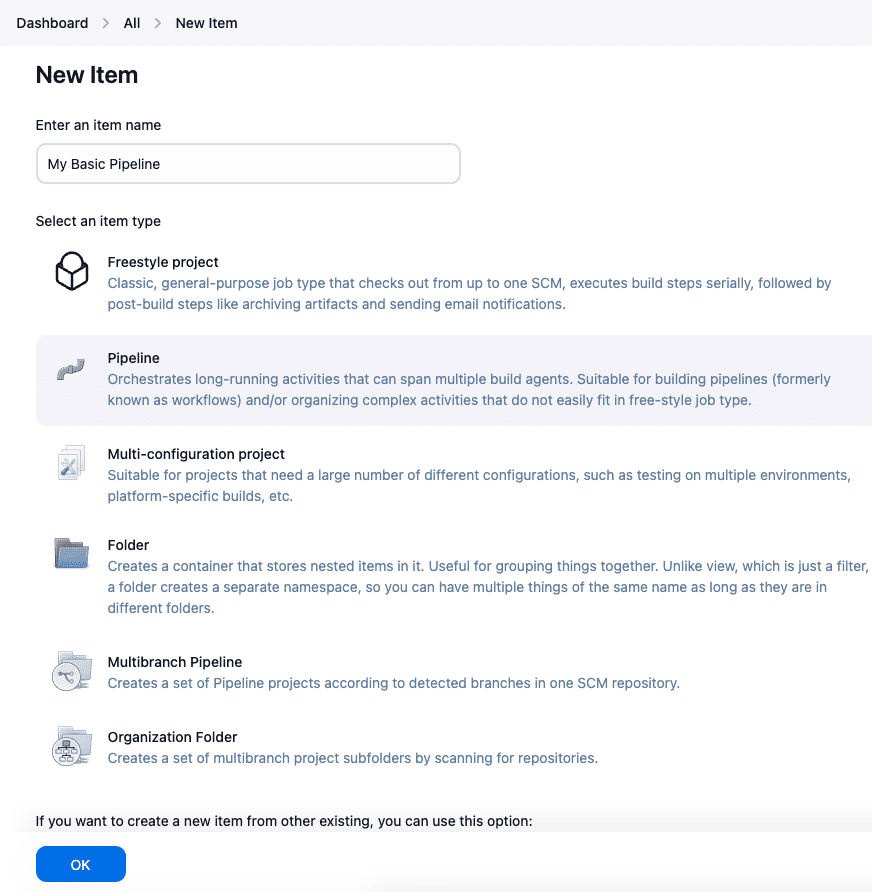 Dashboard > All > New Item
New Item
Enter an item name
My Basic Pipeline
Select an item type
Freestyle project
Classic, general-purpose job type that checks out from up to one SCM, executes build steps serially, followed by
post-build steps like archiving artifacts and sending email notifications.
Pipeline
Orchestrates long-running activities that can span multiple build agents. Suitable for building pipelines (formerly
known as workflows) and/or organizing complex activities that do not easily fit in free-style job type.
Multi-configuration project
Suitable for projects that need a large number of different configurations, such as testing on multiple environments,
platform-specific builds, etc.
Folder
Creates a container that stores nested items in it. Useful for grouping things together. Unlike view, which is just a filter,
a folder creates a separate namespace, so you can have multiple things of the same name as long as they are in
different folders.
Multibranch Pipeline
Creates a set of Pipeline projects according to detected branches in one SCM repository.
Organization Folder
Creates a set of multibranch project subfolders by scanning for repositories.
If you want to create a new item from other existing, you can use this option:
OK